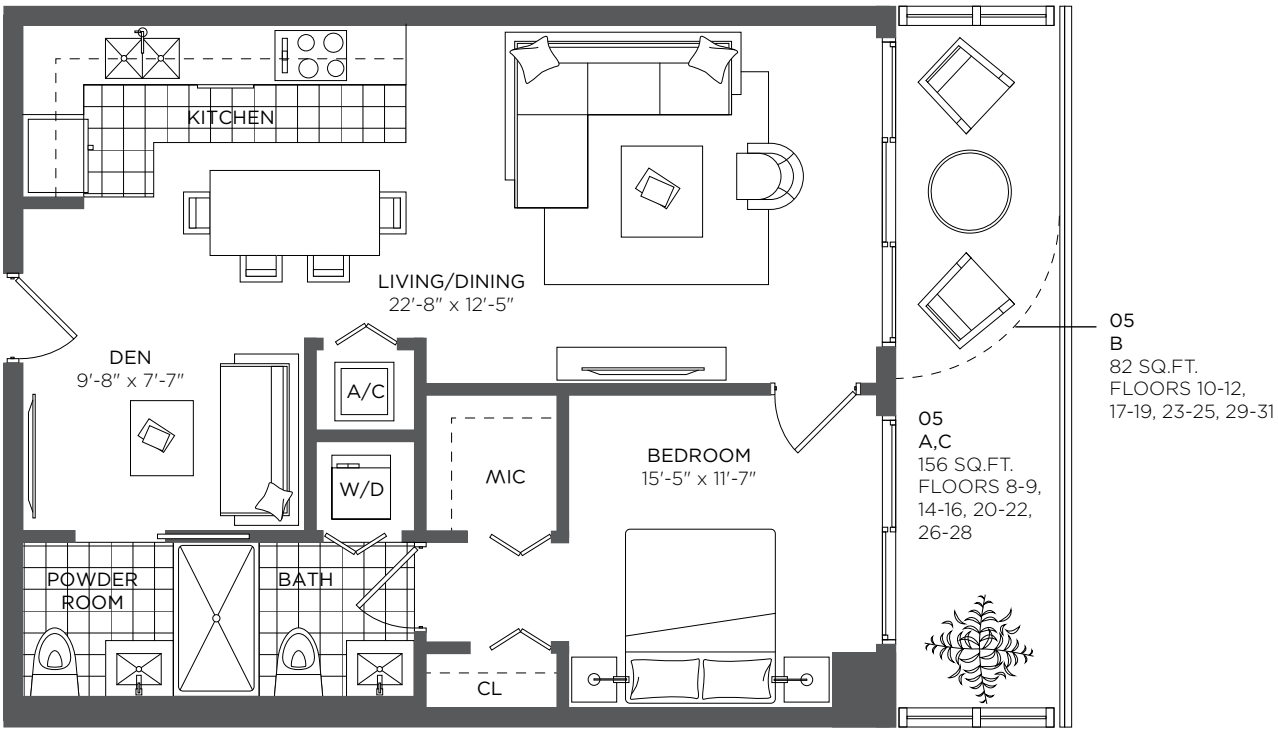 KITCHEN
LIVING/DINING
22'-8" x 12'-5"
DEN
9'-8" x 7'-7"
A/C
W/D
WIC
BEDROOM
15'-5" x 11'-7"
POWDER
ROOM
BATH
CL
05
A,C
156 SQ.FT.
FLOORS 8-9,
14-16, 20-22,
26-28
05
B
82 SQ.FT.
FLOORS 10-12,
17-19, 23-25, 29-31